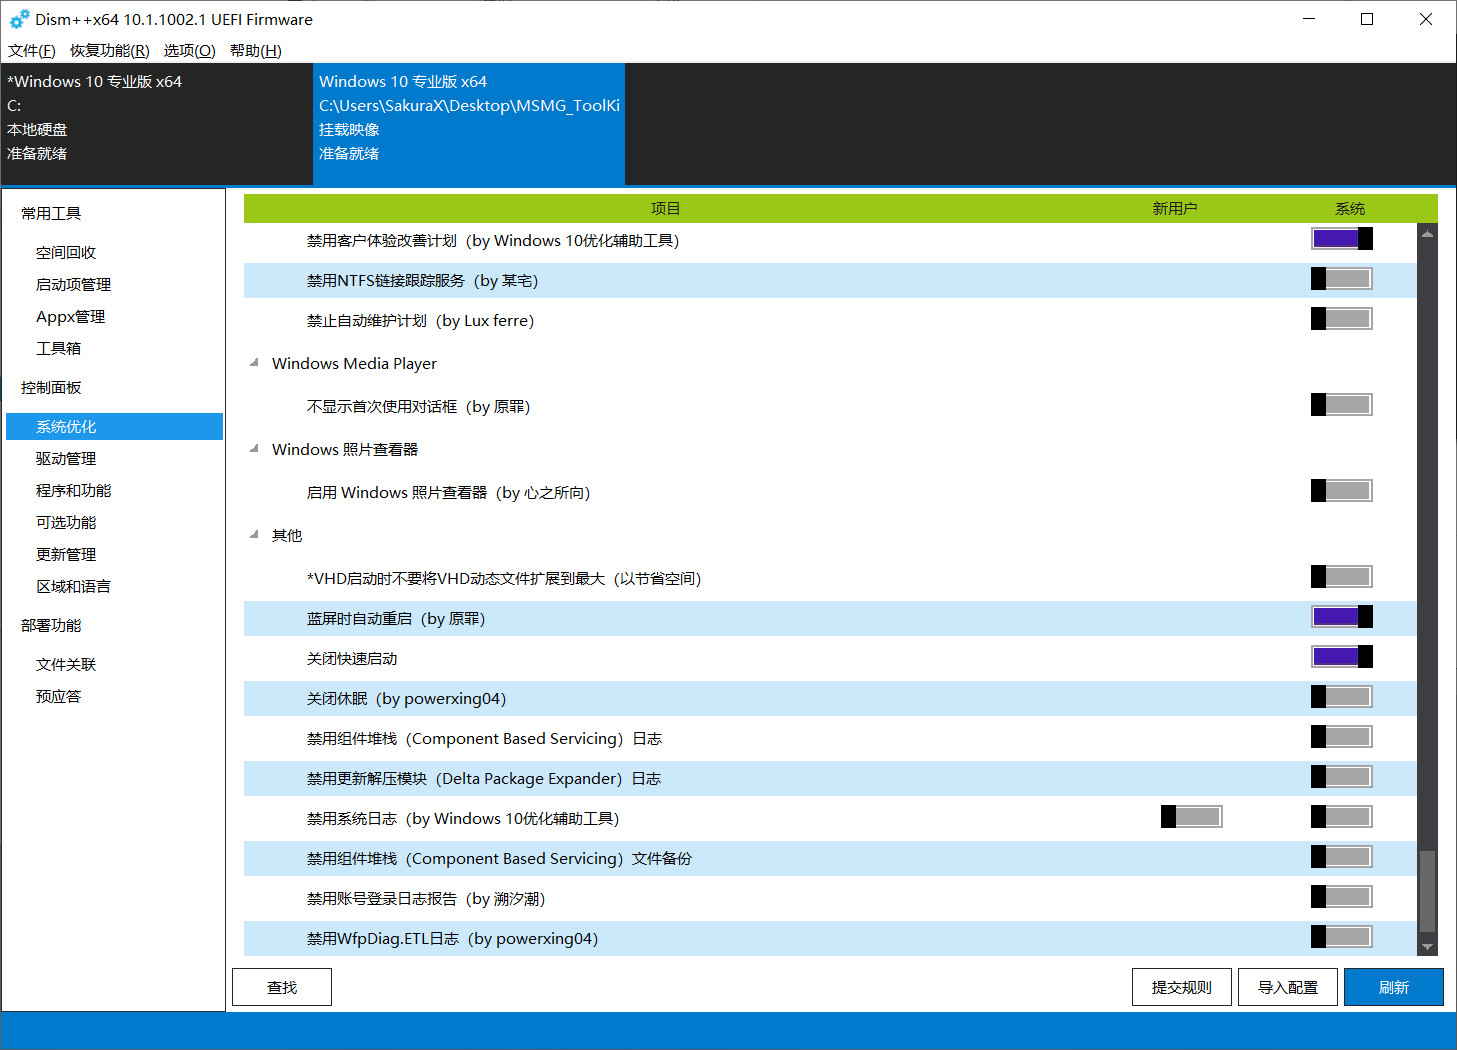 Dism++x64 10.1.1002.1 UEFI Firmware
文件(F) 恢复功能(R) 选项(O) 帮助(H)
*Windows 10 专业版 x64
C:
本地硬盘
准备就绪
Windows 10 专业版 x64
C:\Users\SakuraX\Desktop\MSMG_ToolKi
挂载映像
准备就绪
常用工具
空间回收
启动项管理
Appx管理
工具箱
控制面板
系统优化
驱动管理
程序和功能
可选功能
更新管理
区域和语言
部署功能
文件关联
预应答
项目 新用户 系统
禁用客户体验改善计划（by Windows 10优化辅助工具）
禁用NTFS链接跟踪服务（by 某宅）
禁止自动维护计划（by Lux ferre）
Windows Media Player
不显示首次使用对话框（by 原罪）
Windows 照片查看器
启用 Windows 照片查看器（by 心之所向）
其他
*VHD启动时不要将VHD动态文件扩展到最大（以节省空间）
蓝屏时自动重启（by 原罪）
关闭快速启动
关闭休眠（by powerxing04）
禁用组件堆栈（Component Based Servicing）日志
禁用更新解压模块（Delta Package Expander）日志
禁用系统日志（by Windows 10优化辅助工具）
禁用组件堆栈（Component Based Servicing）文件备份
禁用账号登录日志报告（by 溯汐潮）
禁用WfpDiag.ETL日志（by powerxing04）
查找 提交规则 导入配置 刷新